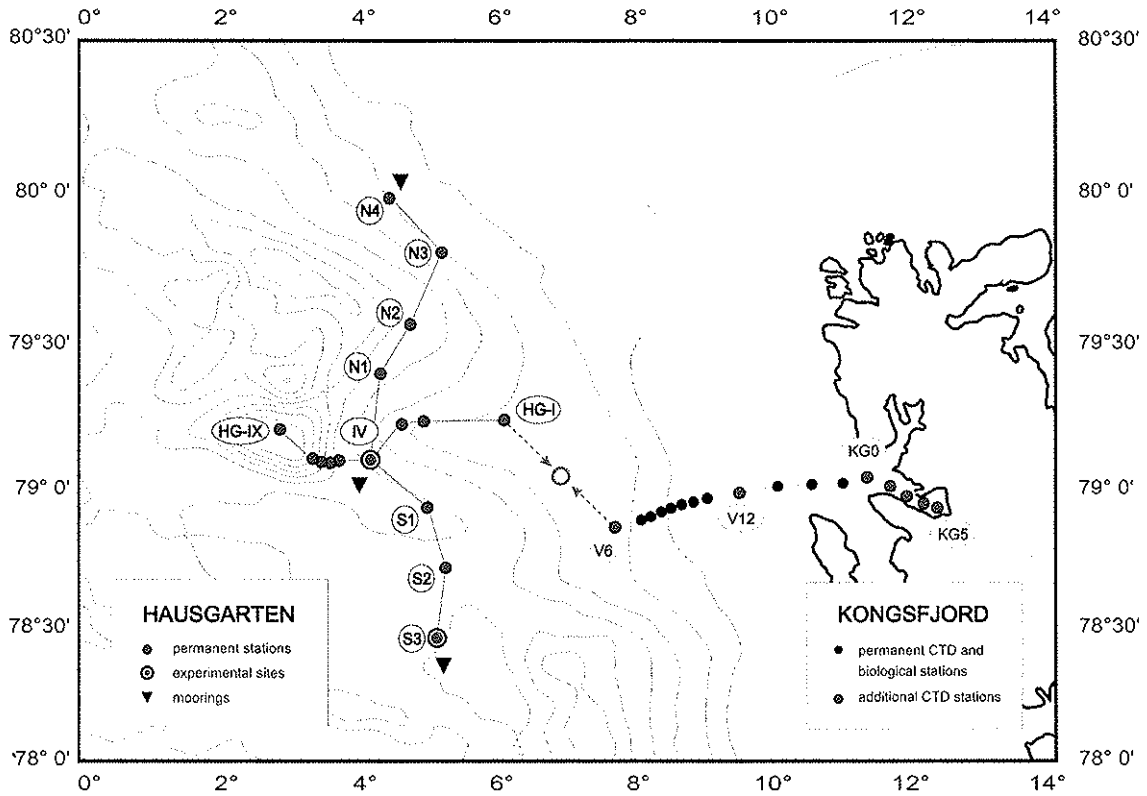 0° 2° 4° 6° 8° 10° 12° 14°
80°30' 80°30'
80° 0' 80° 0'
N4
N3
N2
79°30' 79°30'
N1
HG-I
HG-IX IV
KG0
79° 0' 79° 0'
S1 V12 KG5
V6
S2
HAUSGARTEN
permanent stations
experimental sites
moorings
S3
KONGSFJORD
permanent CTD and
biological stations
additional CTD stations
78°30' 78°30'
78° 0' 78° 0'
0° 2° 4° 6° 8° 10° 12° 14°